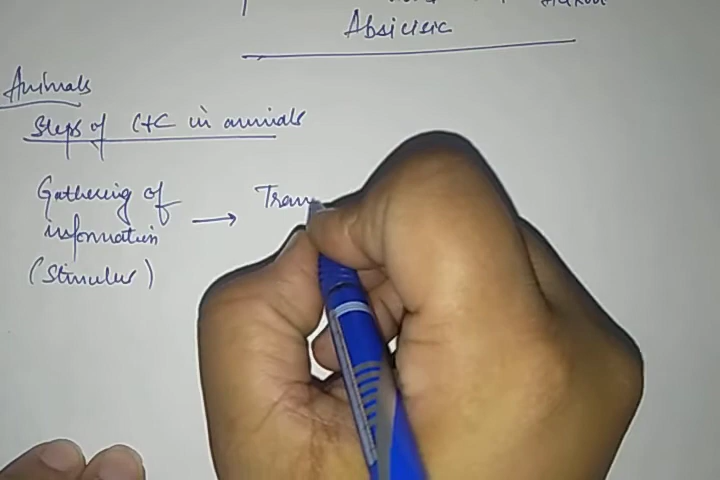 Absicisic
Animals
Steps of C+C in animals
Gathering of
information
(Stimulus)
→ Tran